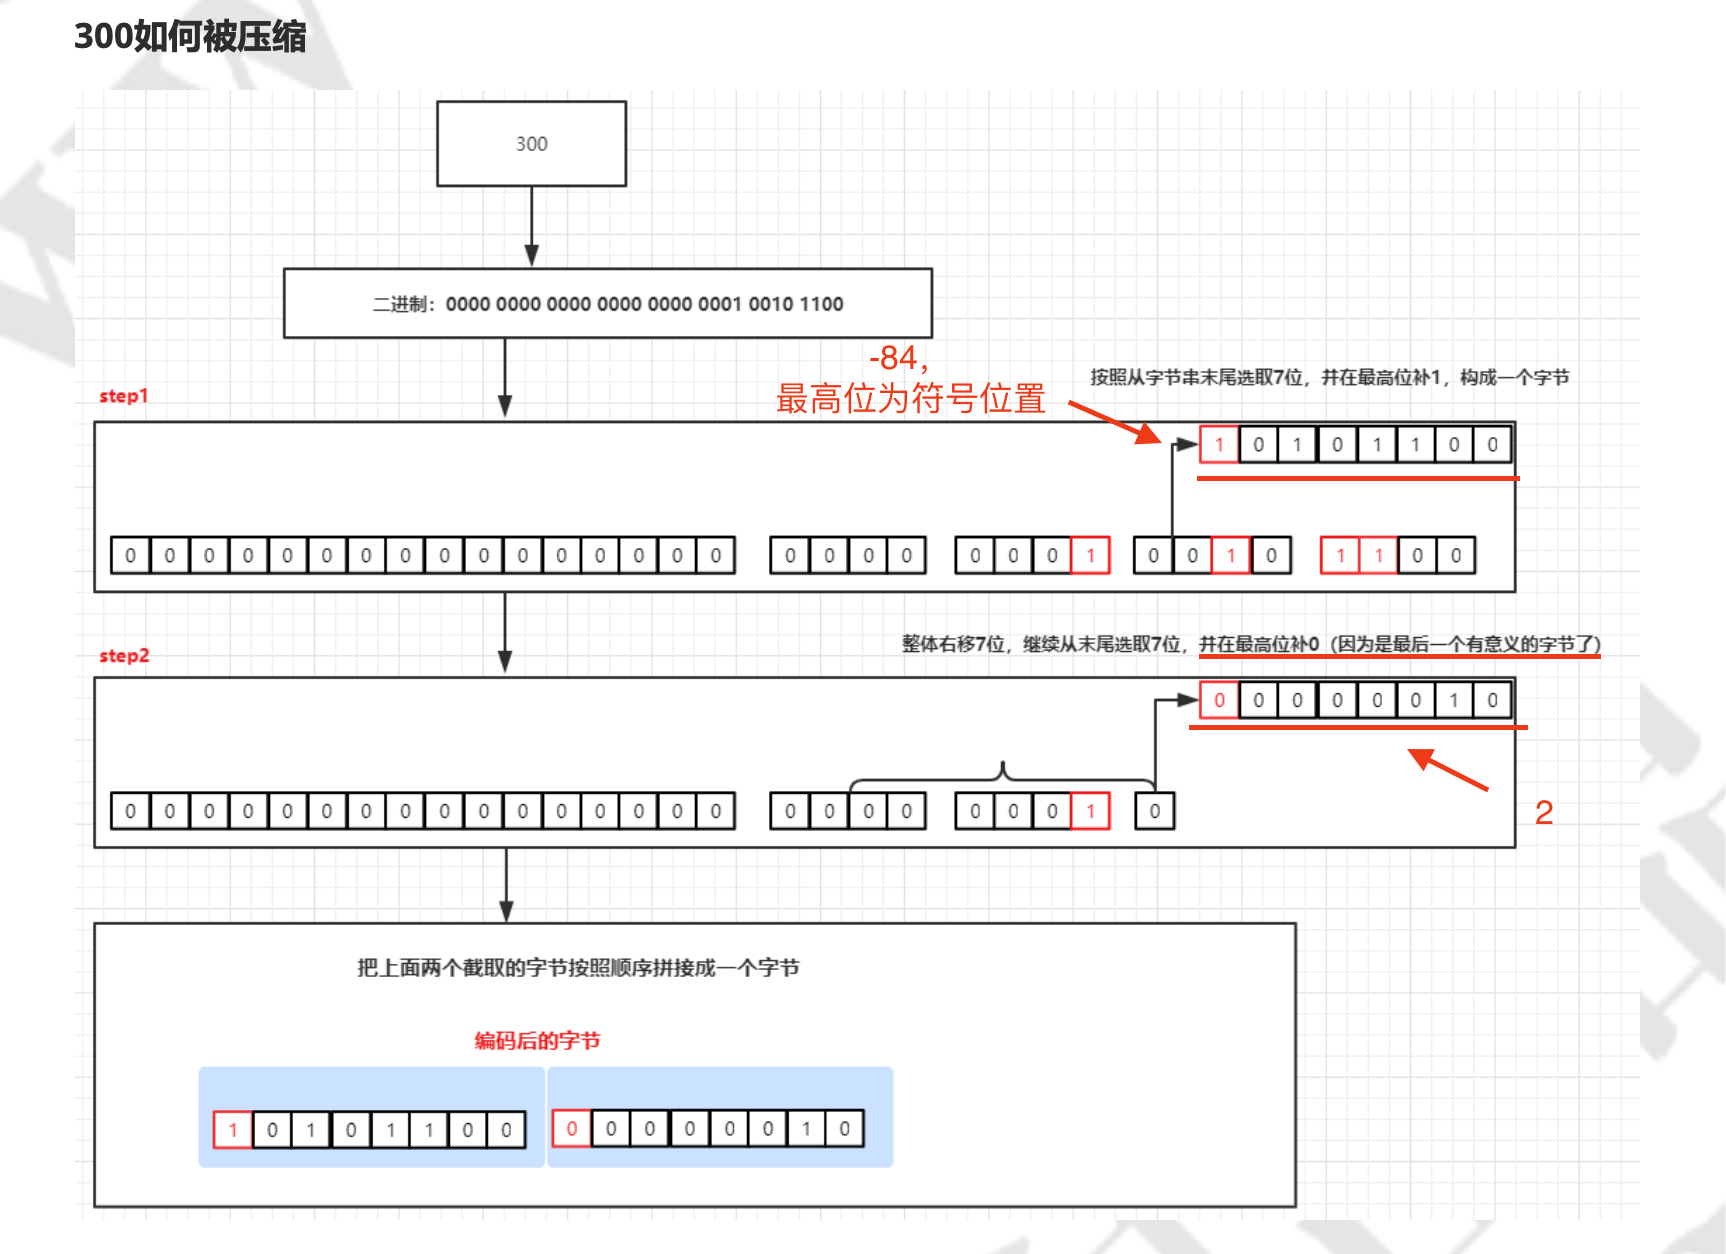 300如何被压缩
300
二进制：0000 0000 0000 0000 0000 0001 0010 1100
-84，
最高位为符号位置
按照从字节串末尾选取7位，并在最高位补1，构成一个字节
step1
1 0 1 0 1 1 0 0
0 0 0 0 0 0 0 0 0 0 0 0 0 0 0 0 0 0 0 0 0 0 0 1 0 0 1 0 1 1 0 0
整体右移7位，继续从末尾选取7位，并在最高位补0（因为是最后一个有意义的字节了）
step2
0 0 0 0 0 0 1 0
0 0 0 0 0 0 0 0 0 0 0 0 0 0 0 0 0 0 0 0 0 0 0 1 0
2
把上面两个截取的字节按照顺序拼接成一个字节
编码后的字节
1 0 1 0 1 1 0 0 0 0 0 0 0 0 1 0